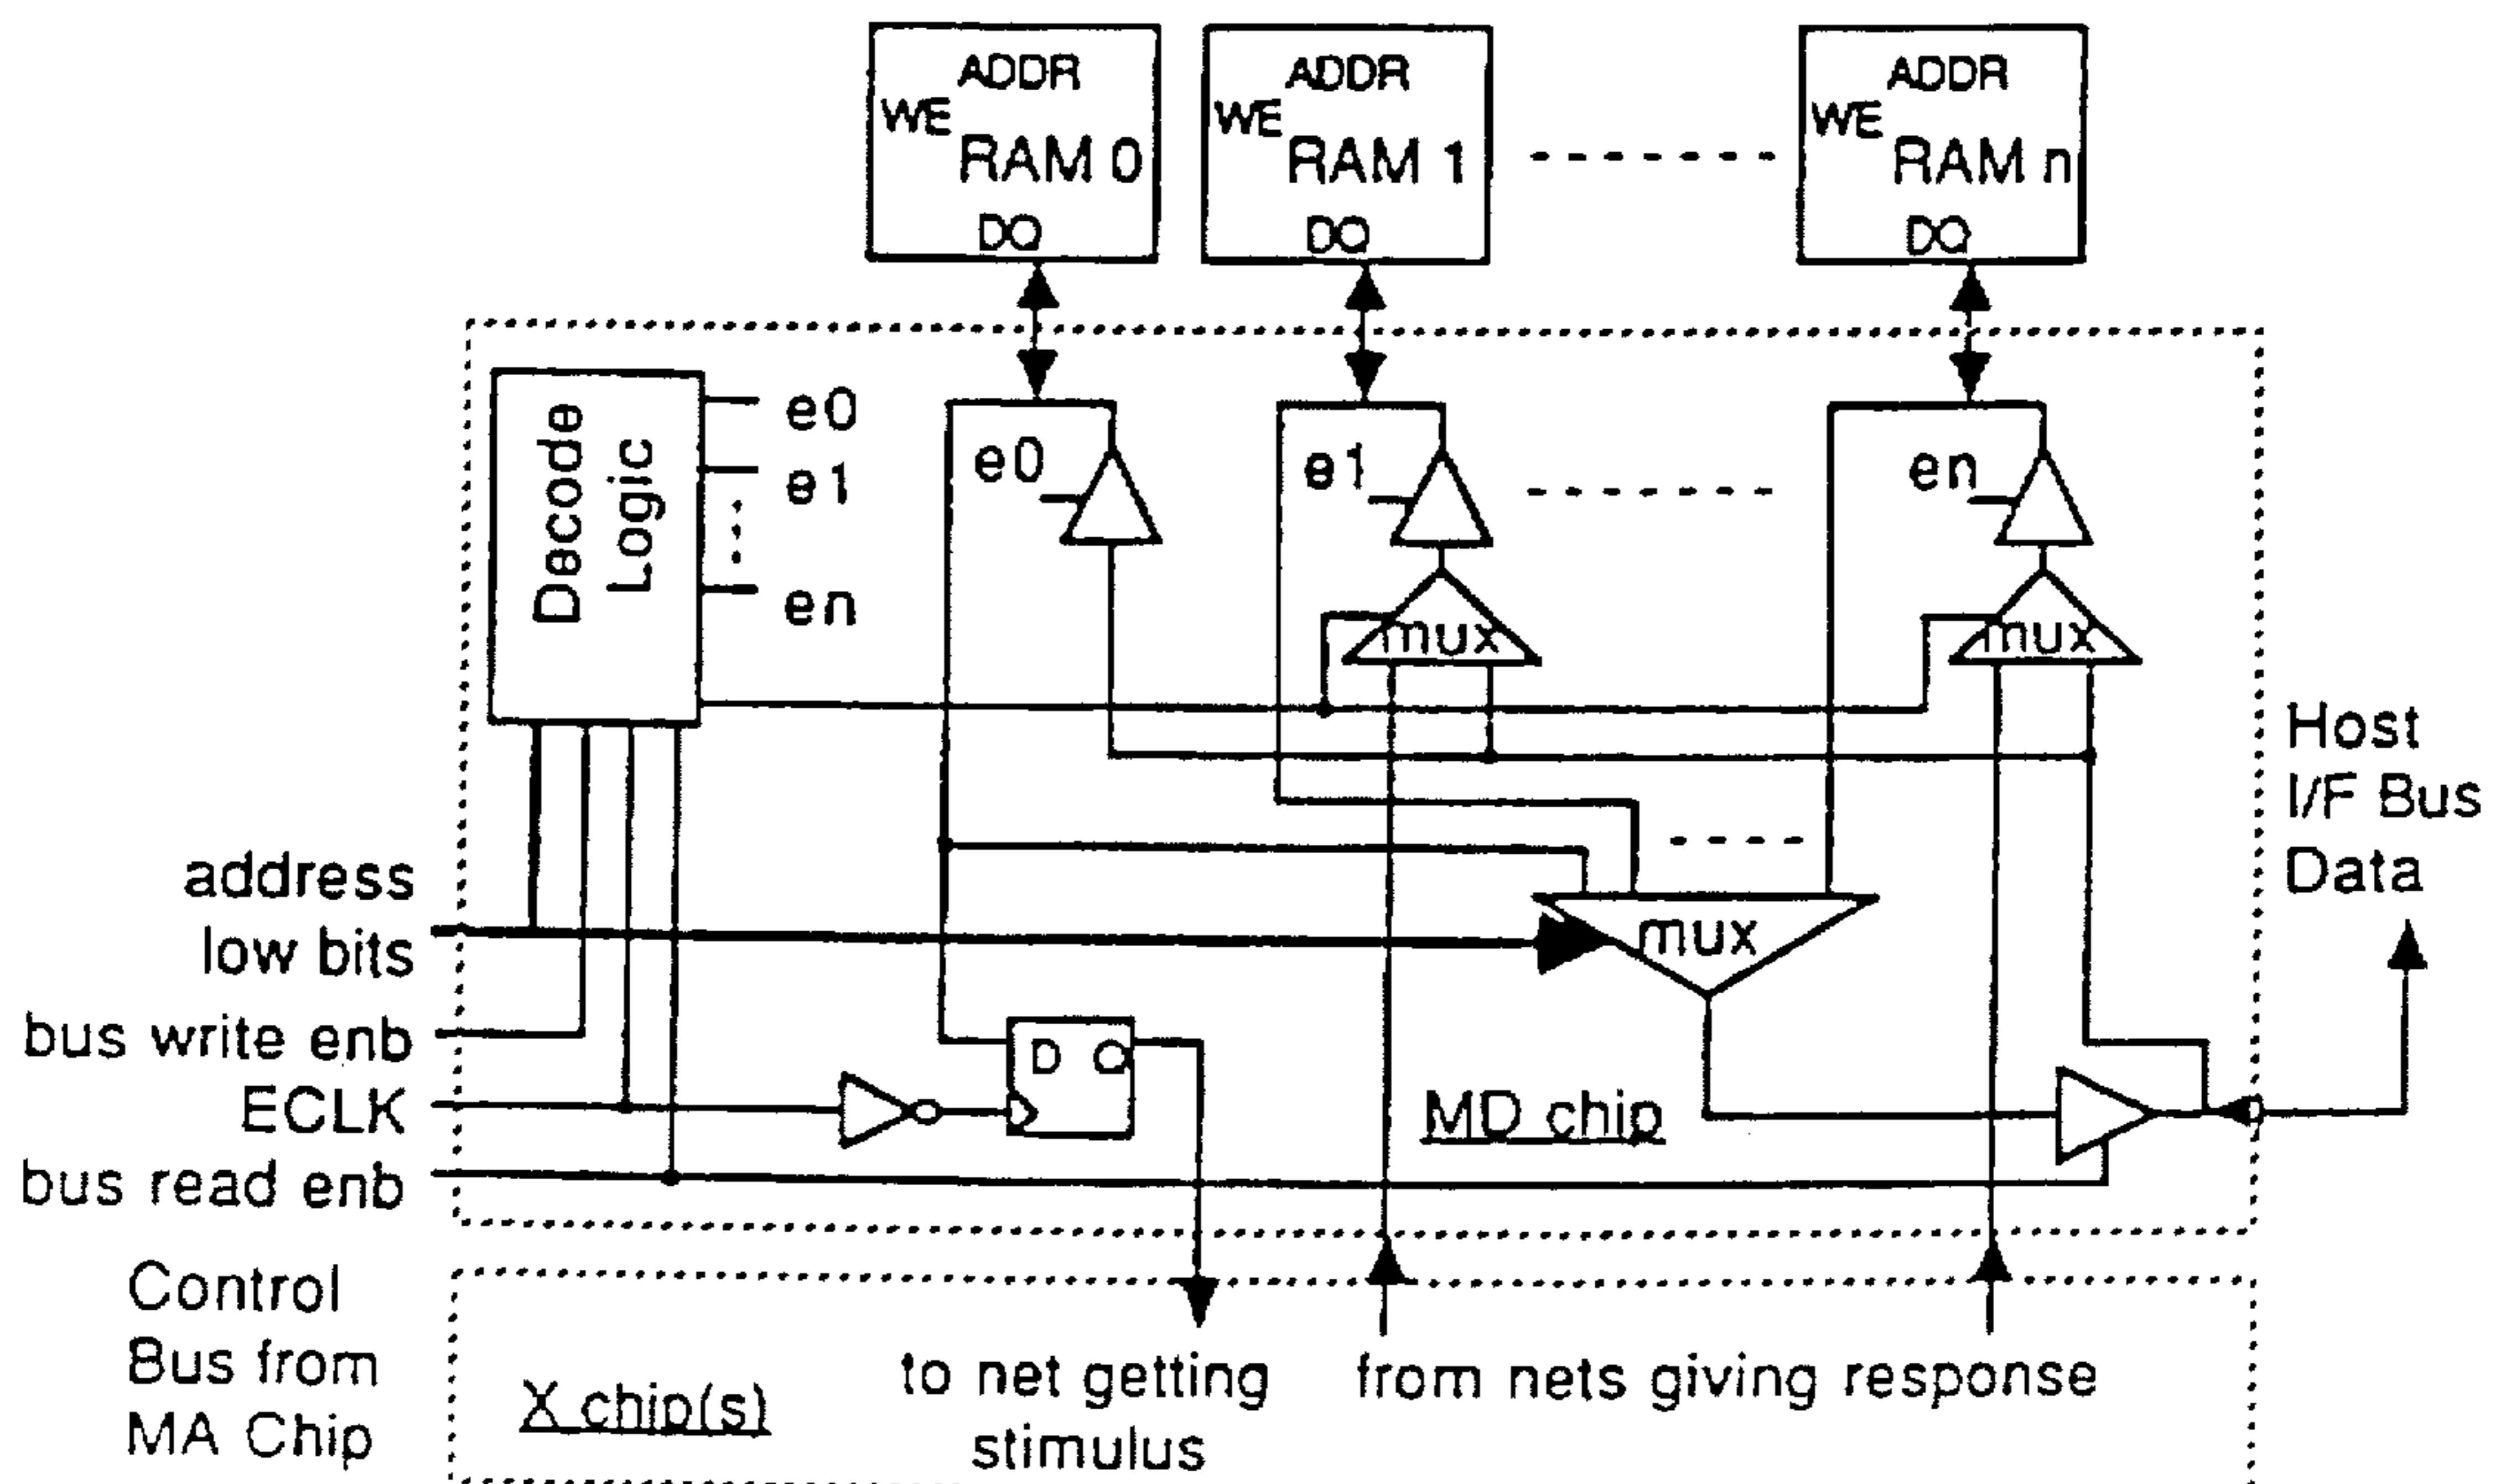 ADDR
WE
RAM 0
DQ
ADDR
WE
RAM 1
DQ
ADDR
WE
RAM n
DQ
Decode
Logic
e0
e1
en
e0
e1
en
mux
mux
mux
Host
I/F Bus
Data
address
low bits
bus write enb
ECLK
bus read enb
D Q
MD chip
Control
Bus from
MA Chip
X chip(s)
to net getting
stimulus
from nets giving response